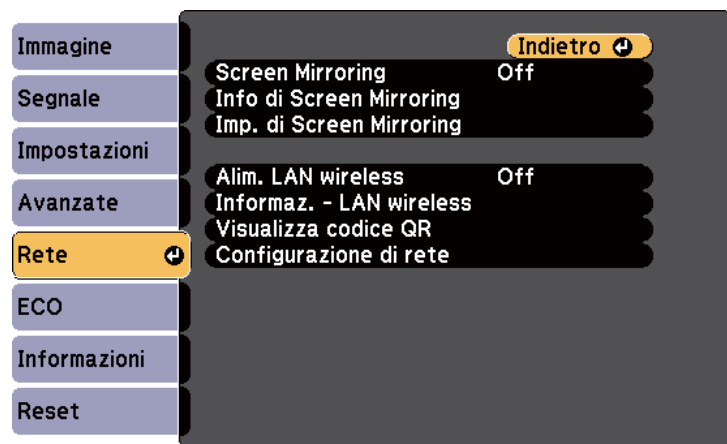 Immagine
Segnale
Impostazioni
Avanzate
Rete
ECO
Informazioni
Reset
Indietro
Screen Mirroring Off
Info di Screen Mirroring
Imp. di Screen Mirroring
Alim. LAN wireless Off
Informaz. - LAN wireless
Visualizza codice QR
Configurazione di rete